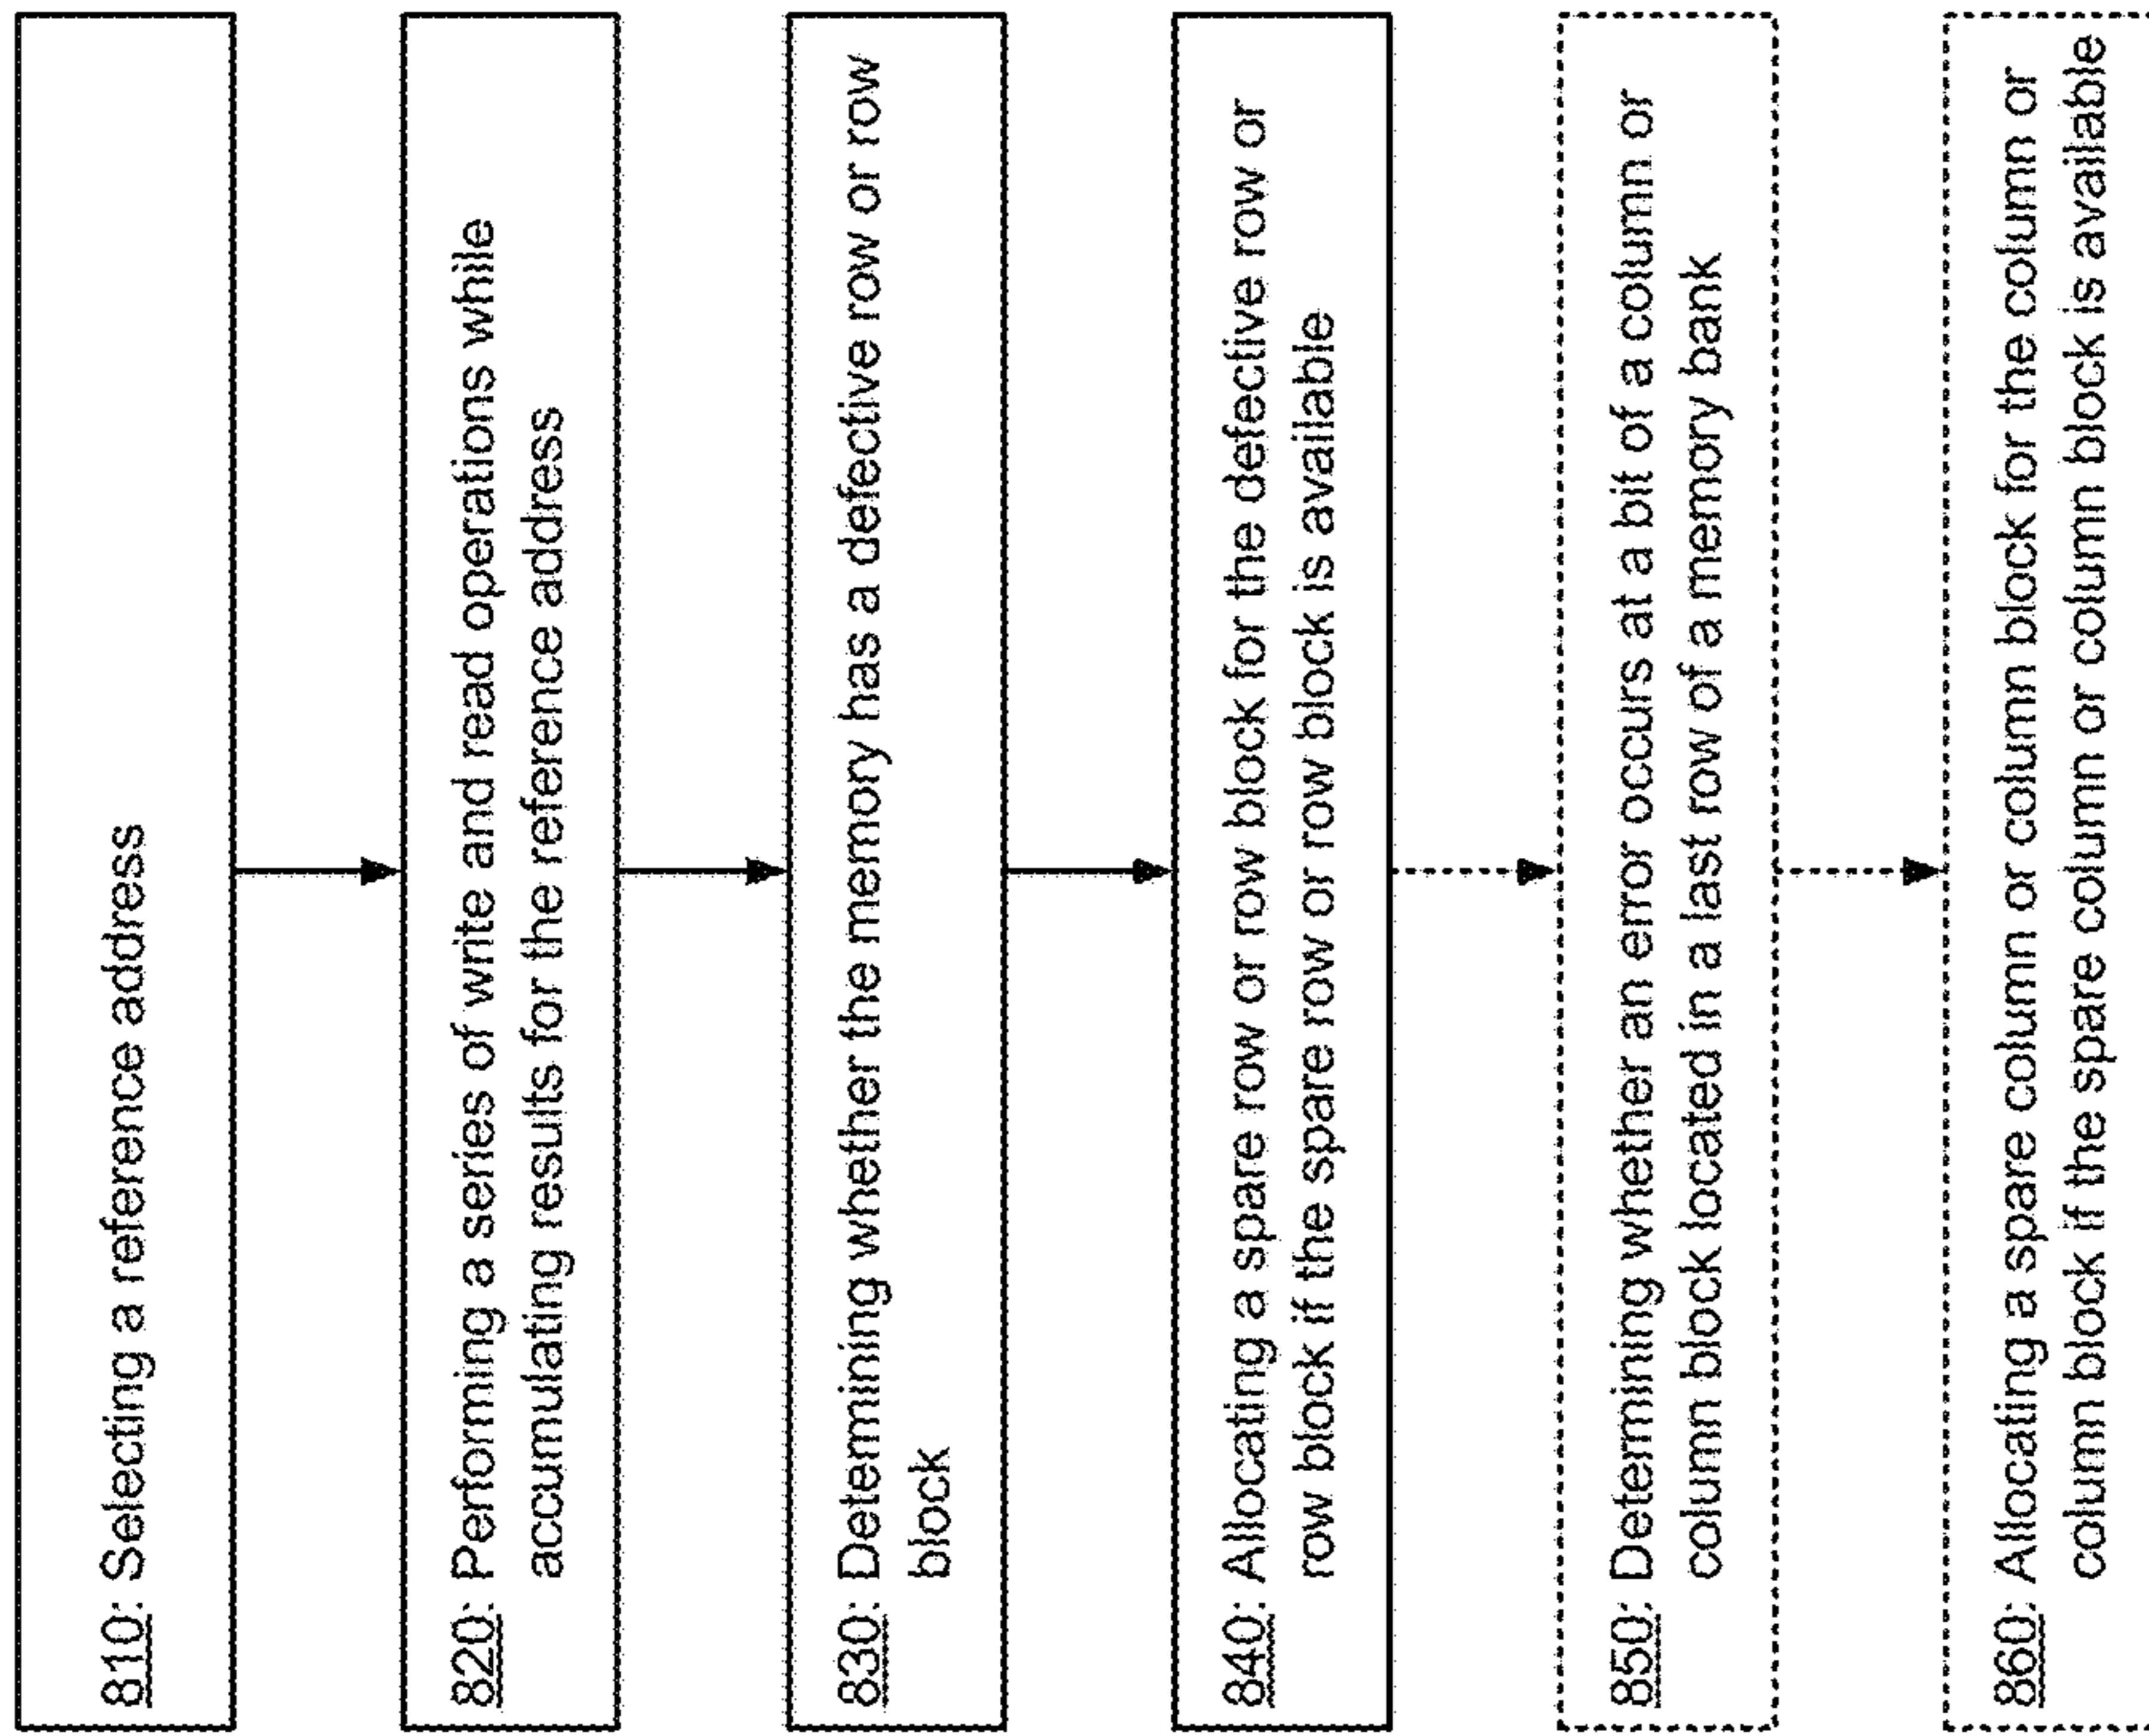 810: Selecting a reference address
820: Performing a series of write and read operations while
accumulating results for the reference address
830: Determining whether the memory has a defective row or row
block
840: Allocating a spare row or row block for the defective row or
row block if the spare row or row block is available
850: Determining whether an error occurs at a bit of a column or
column block located in a last row of a memory bank
860: Allocating a spare column or column block for the column or
column block if the spare column or column block is available